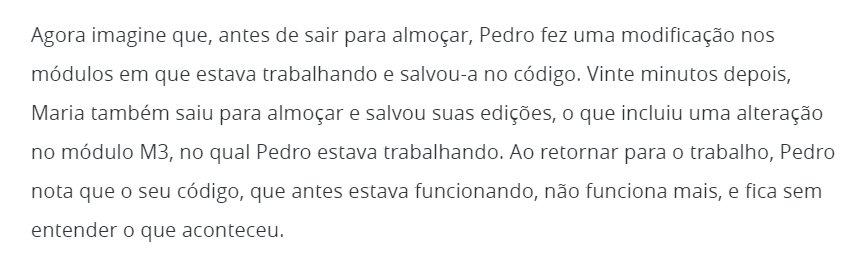 Agora imagine que, antes de sair para almoçar, Pedro fez uma modificação nos
módulos em que estava trabalhando e salvou-a no código. Vinte minutos depois,
Maria também saiu para almoçar e salvou suas edições, o que incluiu uma alteração
no módulo M3, no qual Pedro estava trabalhando. Ao retornar para o trabalho, Pedro
nota que o seu código, que antes estava funcionando, não funciona mais, e fica sem
entender o que aconteceu.